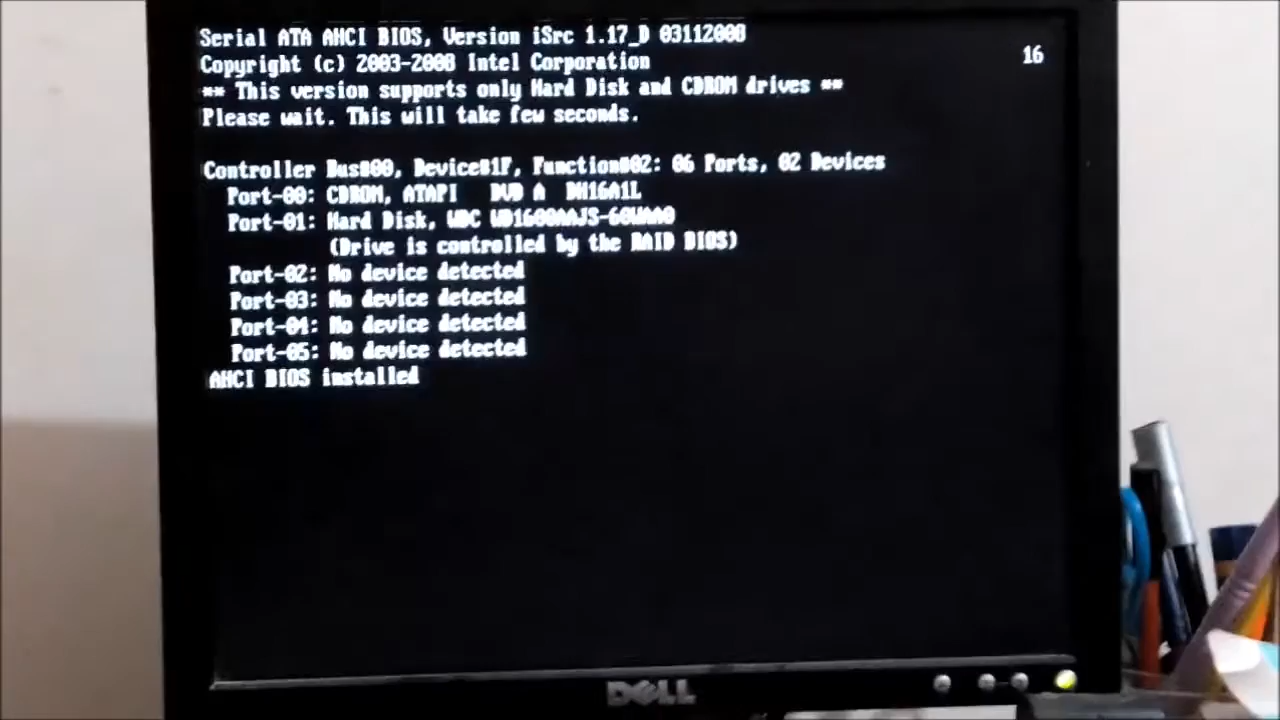 Serial ATA AHCI BIOS, Version iSrc 1.17_D 03112008
Copyright (c) 2003-2008 Intel Corporation
16
** This version supports only Hard Disk and CDROM drives **
Please wait. This will take few seconds.
Controller Bus#00, Device#1F, Function#02: 06 Ports, 02 Devices
Port-00: CDROM, ATAPI DVD A DH16A1L
Port-01: Hard Disk, WDC WD1600AAJS-60WAA0
(Drive is controlled by the RAID BIOS)
Port-02: No device detected
Port-03: No device detected
Port-04: No device detected
Port-05: No device detected
AHCI BIOS installed
DELL